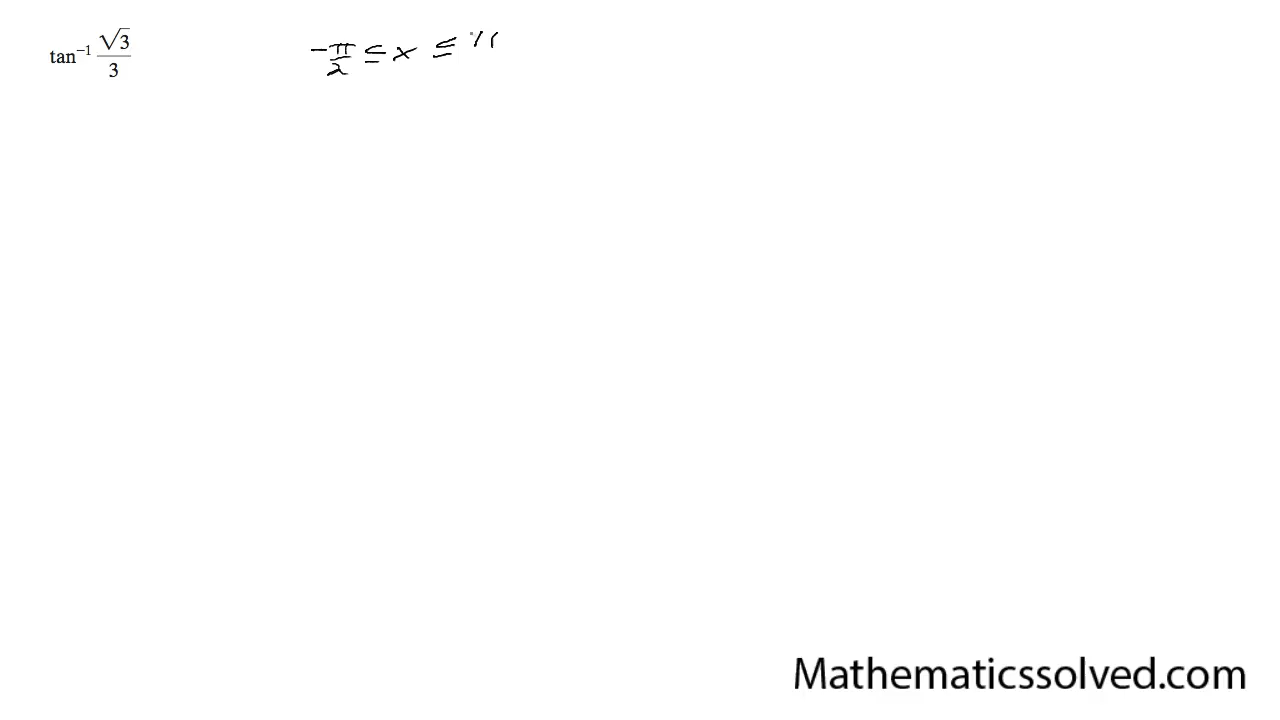 tan⁻¹ √3/3
-π/2 ≤ x ≤ π
Mathematicssolved.com